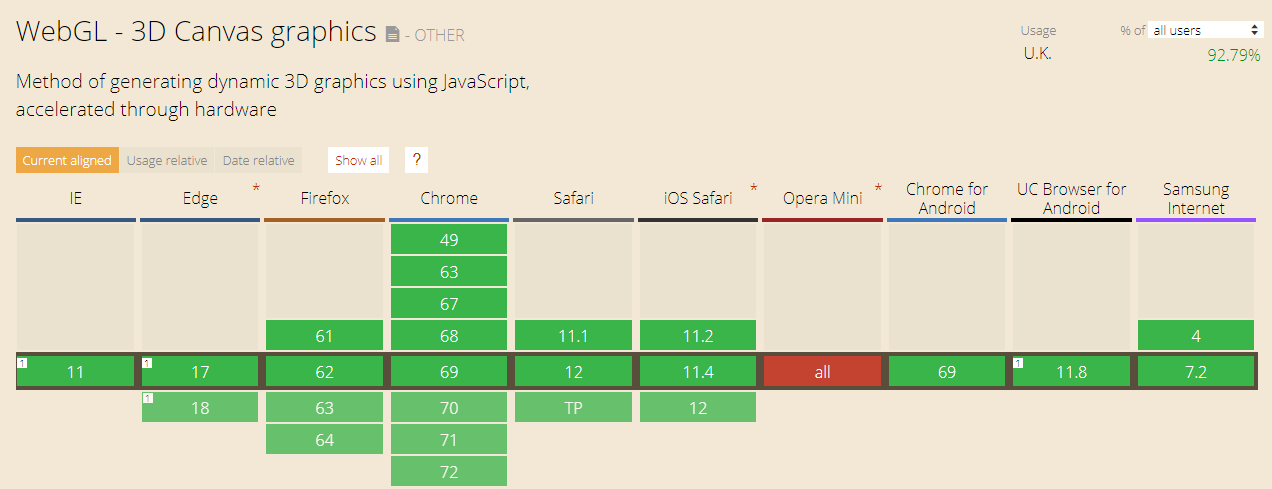 WebGL - 3D Canvas graphics - OTHER
Usage % of all users
U.K. 92.79%
Method of generating dynamic 3D graphics using JavaScript,
accelerated through hardware
Current aligned Usage relative Date relative Show all ?
IE Edge * Firefox Chrome Safari iOS Safari * Opera Mini * Chrome for Android UC Browser for Android Samsung Internet
49
63
67
61 68 11.1 11.2 4
1 11 1 17 62 69 12 11.4 all 69 1 11.8 7.2
1 18 63 70 TP 12
64 71
72